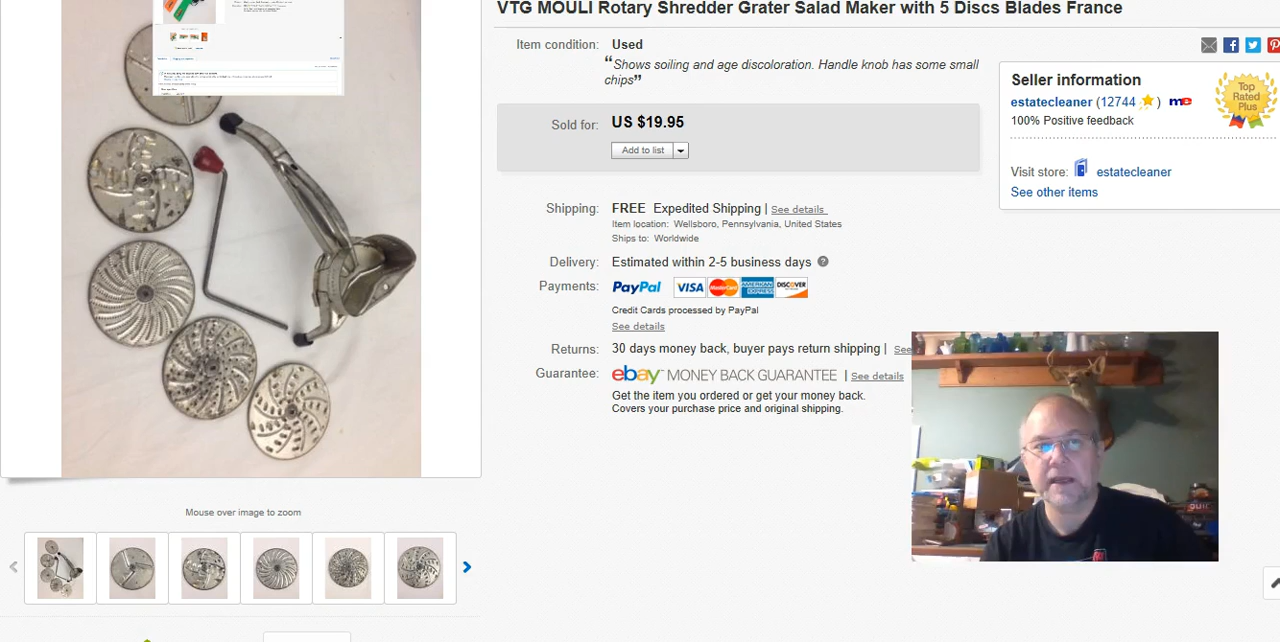 VTG MOULI Rotary Shredder Grater Salad Maker with 5 Discs Blades France
Item condition: Used
“Shows soiling and age discoloration. Handle knob has some small
chips”
Sold for: US $19.95
Add to list
Shipping: FREE Expedited Shipping | See details
Item location: Wellsboro, Pennsylvania, United States
Ships to: Worldwide
Delivery: Estimated within 2-5 business days ?
Payments: PayPal VISA MasterCard AMERICAN EXPRESS DISCOVER
Credit Cards processed by PayPal
See details
Returns: 30 days money back, buyer pays return shipping | See
Guarantee: ebay MONEY BACK GUARANTEE | See details
Get the item you ordered or get your money back.
Covers your purchase price and original shipping.
Seller information
estatecleaner (12744 ) me
100% Positive feedback
Top
Rated
Plus
Visit store: estatecleaner
See other items
Mouse over image to zoom